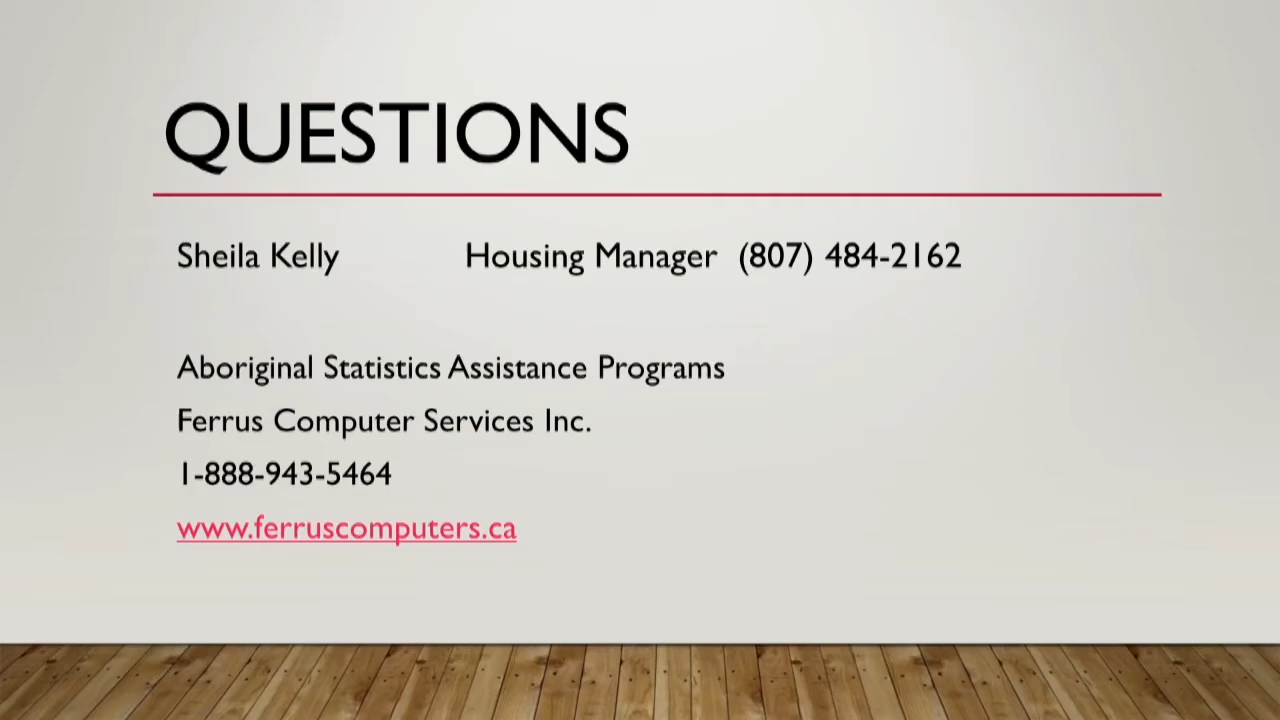 QUESTIONS
Sheila Kelly Housing Manager (807) 484-2162
Aboriginal Statistics Assistance Programs
Ferrus Computer Services Inc.
1-888-943-5464
www.ferruscomputers.ca